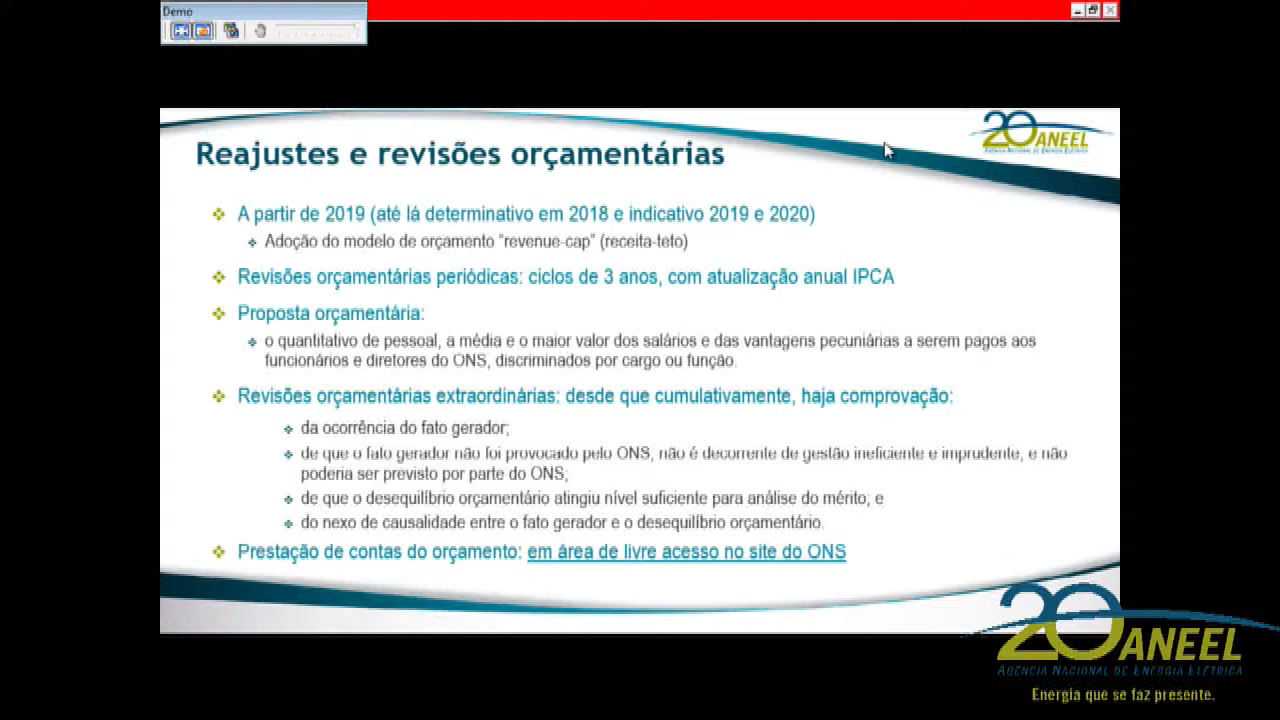 Demo
20 ANEEL
AGÊNCIA NACIONAL DE ENERGIA ELÉTRICA
Reajustes e revisões orçamentárias
A partir de 2019 (até lá determinativo em 2018 e indicativo 2019 e 2020)
Adoção do modelo de orçamento "revenue-cap" (receita-teto)
Revisões orçamentárias periódicas: ciclos de 3 anos, com atualização anual IPCA
Proposta orçamentária:
o quantitativo de pessoal, a média e o maior valor dos salários e das vantagens pecuniárias a serem pagos aos
funcionários e diretores do ONS, discriminados por cargo ou função.
Revisões orçamentárias extraordinárias: desde que cumulativamente, haja comprovação:
da ocorrência do fato gerador;
de que o fato gerador não foi provocado pelo ONS, não é decorrente de gestão ineficiente e imprudente, e não
poderia ser previsto por parte do ONS;
de que o desequilíbrio orçamentário atingiu nível suficiente para análise do mérito; e
do nexo de causalidade entre o fato gerador e o desequilíbrio orçamentário.
Prestação de contas do orçamento: em área de livre acesso no site do ONS
20 ANEEL
AGÊNCIA NACIONAL DE ENERGIA ELÉTRICA
Energia que se faz presente.